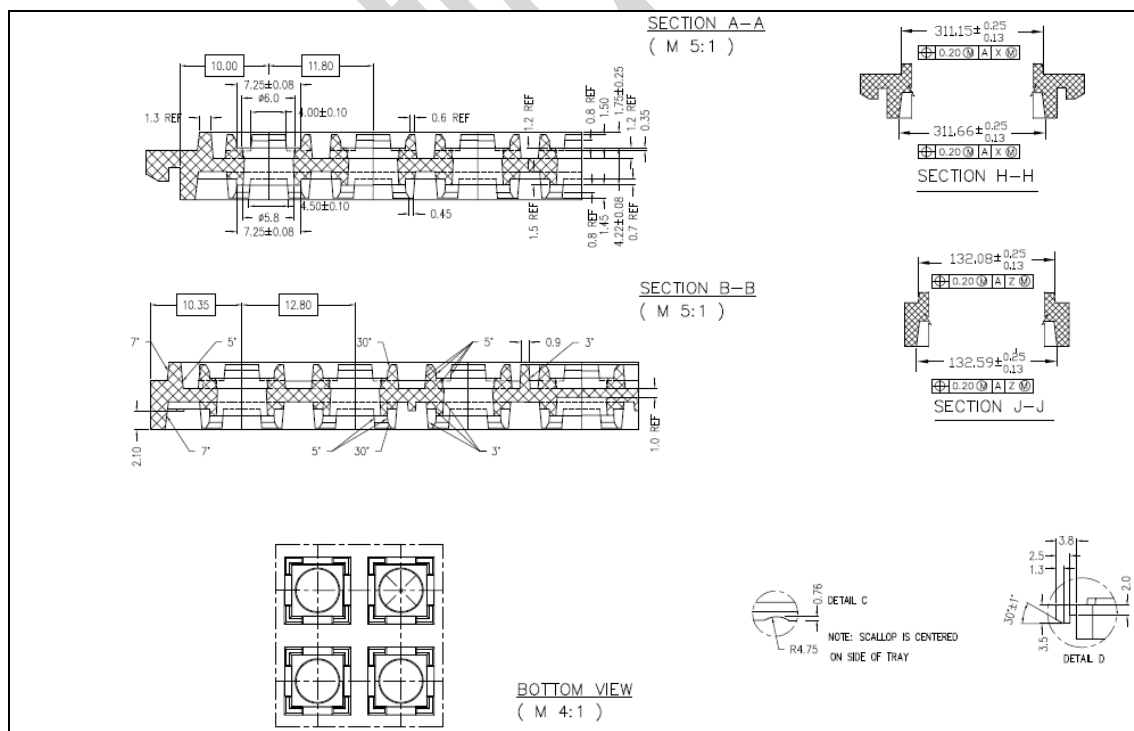 SECTION A–A
( M 5:1 )
10.00
11.80
7.25±0.08
ø6.0
4.00±0.10
1.3 REF
0.6 REF
1.2 REF
1.75±0.25
1.50
0.8 REF
1.2 REF
0.35
4.50±0.10
ø5.8
7.25±0.08
0.45
1.5 REF
0.8 REF
1.45
4.22±0.08
0.7 REF
311.15± 0.25
0.13
⌖ 0.20 Ⓜ A X Ⓜ
311.66± 0.25
0.13
⌖ 0.20 Ⓜ A X Ⓜ
SECTION H–H
SECTION B–B
( M 5:1 )
10.35
12.80
7°
5°
30°
5°
0.9
3°
2.10
7°
5°
30°
3°
1.0 REF
132.08± 0.25
0.13
⌖ 0.20 Ⓜ A Z Ⓜ
132.59± 0.25
0.13
⌖ 0.20 Ⓜ A Z Ⓜ
SECTION J–J
BOTTOM VIEW
( M 4:1 )
0.76
DETAIL C
R4.75
NOTE: SCALLOP IS CENTERED
ON SIDE OF TRAY
3.8
2.5
1.3
2.0
30°±1°
3.5
DETAIL D